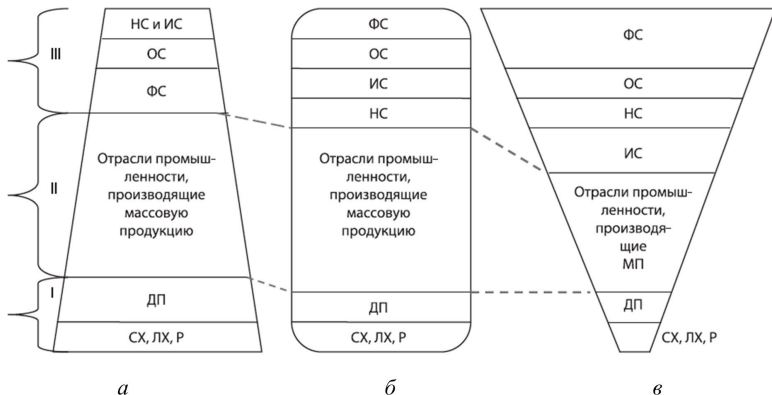 III
НС и ИС
ОС
ФС
II
Отрасли промыш-
ленности,
производящие
массовую
продукцию
I
ДП
СХ, ЛХ, Р
а
ФС
ОС
ИС
НС
Отрасли промыш-
ленности,
производящие
массовую
продукцию
ДП
СХ, ЛХ, Р
б
ФС
ОС
НС
ИС
Отрасли промыш-
ленности,
производя-
щие
МП
ДП
СХ, ЛХ, Р
в